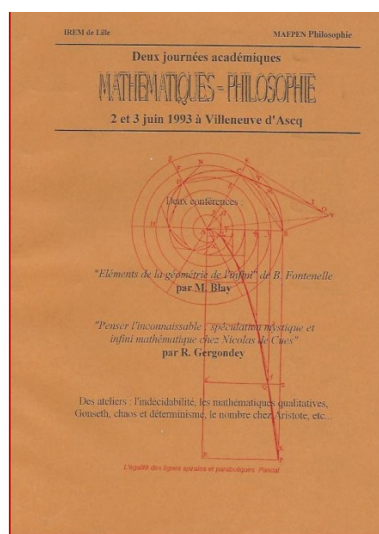 IREM de Lille MAFPEN Philosophie
Deux journées académiques
MATHÉMATIQUES - PHILOSOPHIE
2 et 3 juin 1993 à Villeneuve d'Ascq
Deux conférences :
"Eléments de la géométrie de l'infini" de B. Fontenelle
par M. Blay
"Penser l'inconnaissable : spéculation mystique et
infini mathématique chez Nicolas de Cues"
par R. Gergondey
Des ateliers : l'indécidabilité, les mathématiques qualitatives,
Gonseth, chaos et déterminisme, le nombre chez Aristote, etc...
L'égalité des lignes spirales et paraboliques Pascal